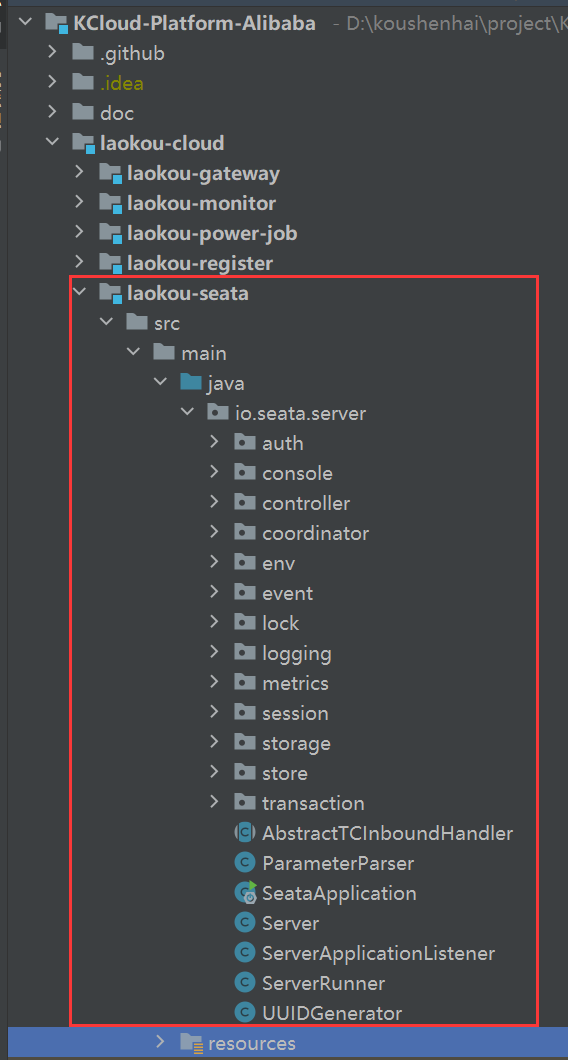 KCloud-Platform-Alibaba - D:\koushenhai\project\K
.github
.idea
doc
laokou-cloud
laokou-gateway
laokou-monitor
laokou-power-job
laokou-register
laokou-seata
src
main
java
io.seata.server
auth
console
controller
coordinator
env
event
lock
logging
metrics
session
storage
store
transaction
AbstractTCInboundHandler
ParameterParser
SeataApplication
Server
ServerApplicationListener
ServerRunner
UUIDGenerator
resources